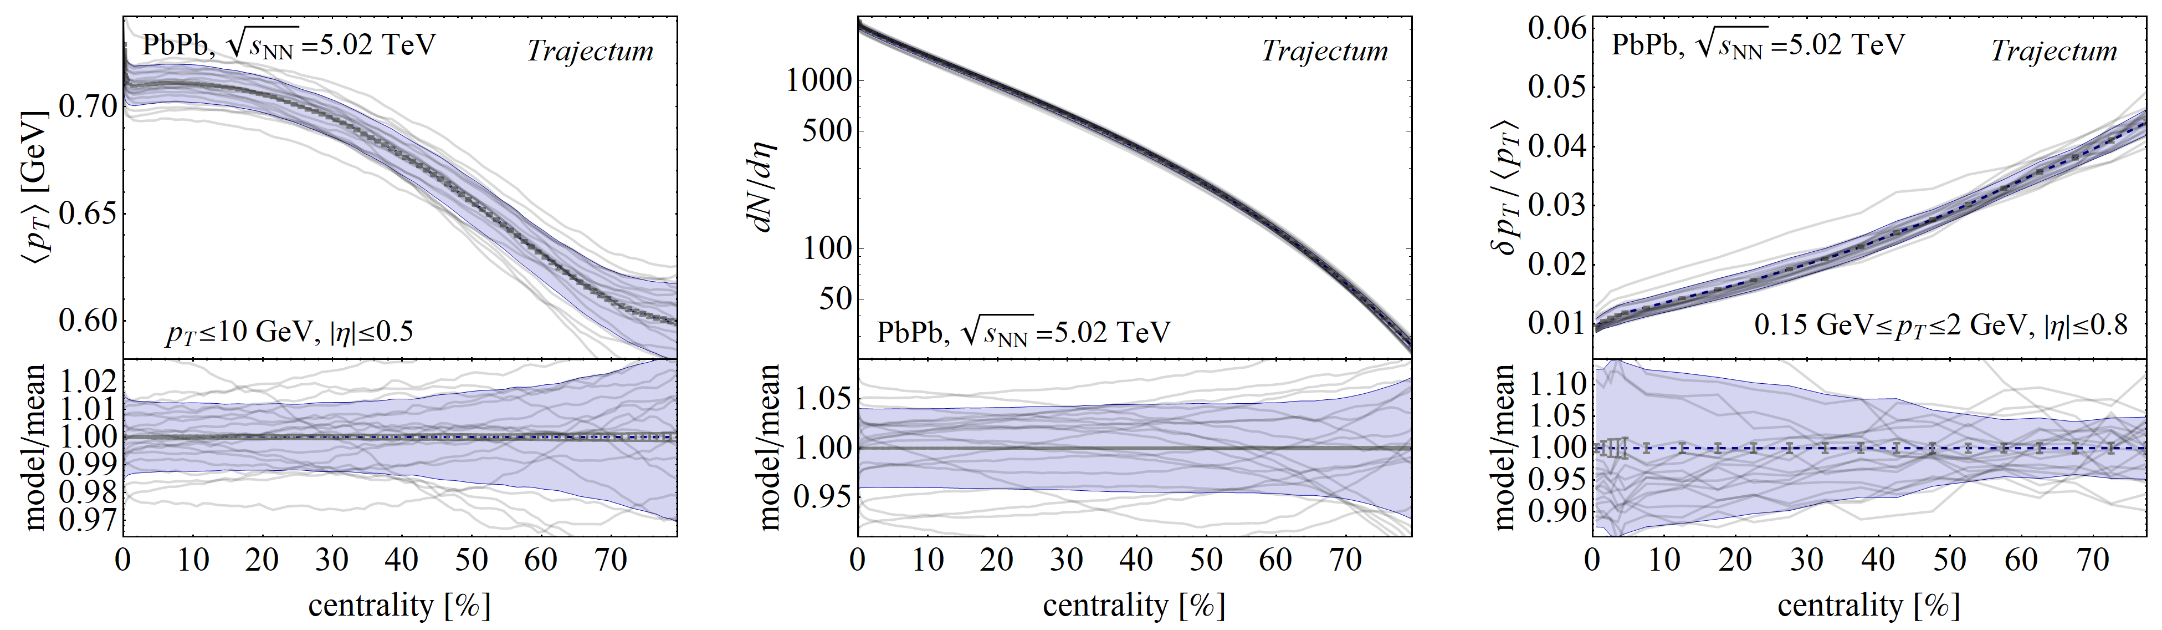 PbPb, √sNN=5.02 TeV
Trajectum
0.70
0.65
0.60
⟨pT⟩ [GeV]
pT≤10 GeV, |η|≤0.5
1.02
1.01
1.00
0.99
0.98
0.97
model/mean
0 10 20 30 40 50 60 70
centrality [%]
Trajectum
1000
500
100
50
dN/dη
PbPb, √sNN=5.02 TeV
1.05
1.00
0.95
model/mean
0 10 20 30 40 50 60 70
centrality [%]
PbPb, √sNN=5.02 TeV
Trajectum
0.06
0.05
0.04
0.03
0.02
0.01
δpT/⟨pT⟩
0.15 GeV≤pT≤2 GeV, |η|≤0.8
1.10
1.05
1.00
0.95
0.90
model/mean
0 10 20 30 40 50 60 70
centrality [%]